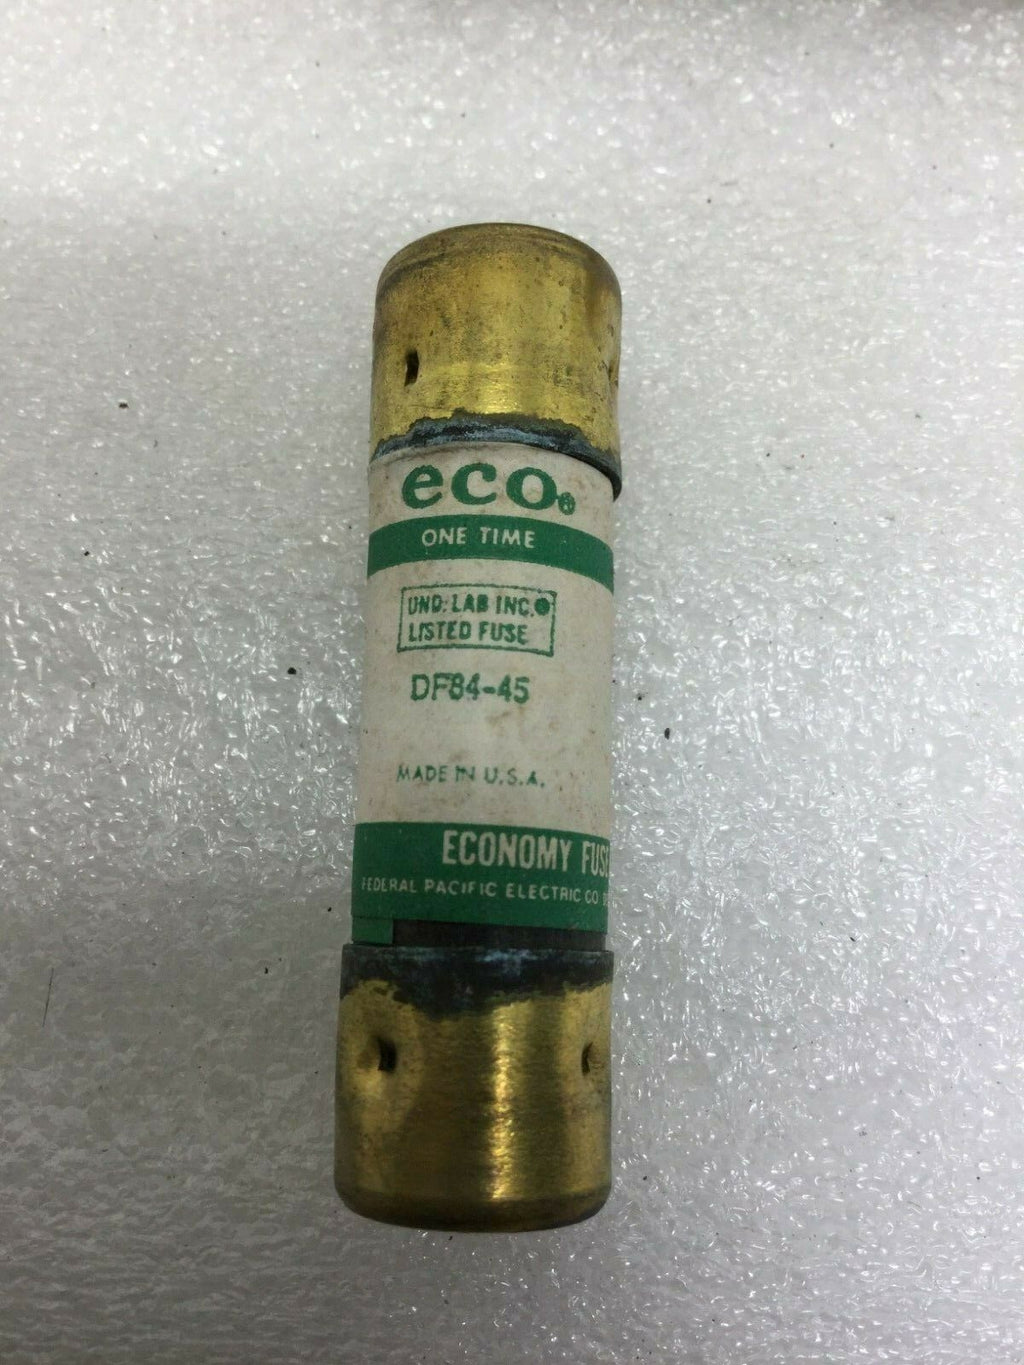 eco®
ONE TIME
UND. LAB INC.
LISTED FUSE
DF84-45
MADE IN U.S.A.
ECONOMY FUSE
FEDERAL PACIFIC ELECTRIC CO